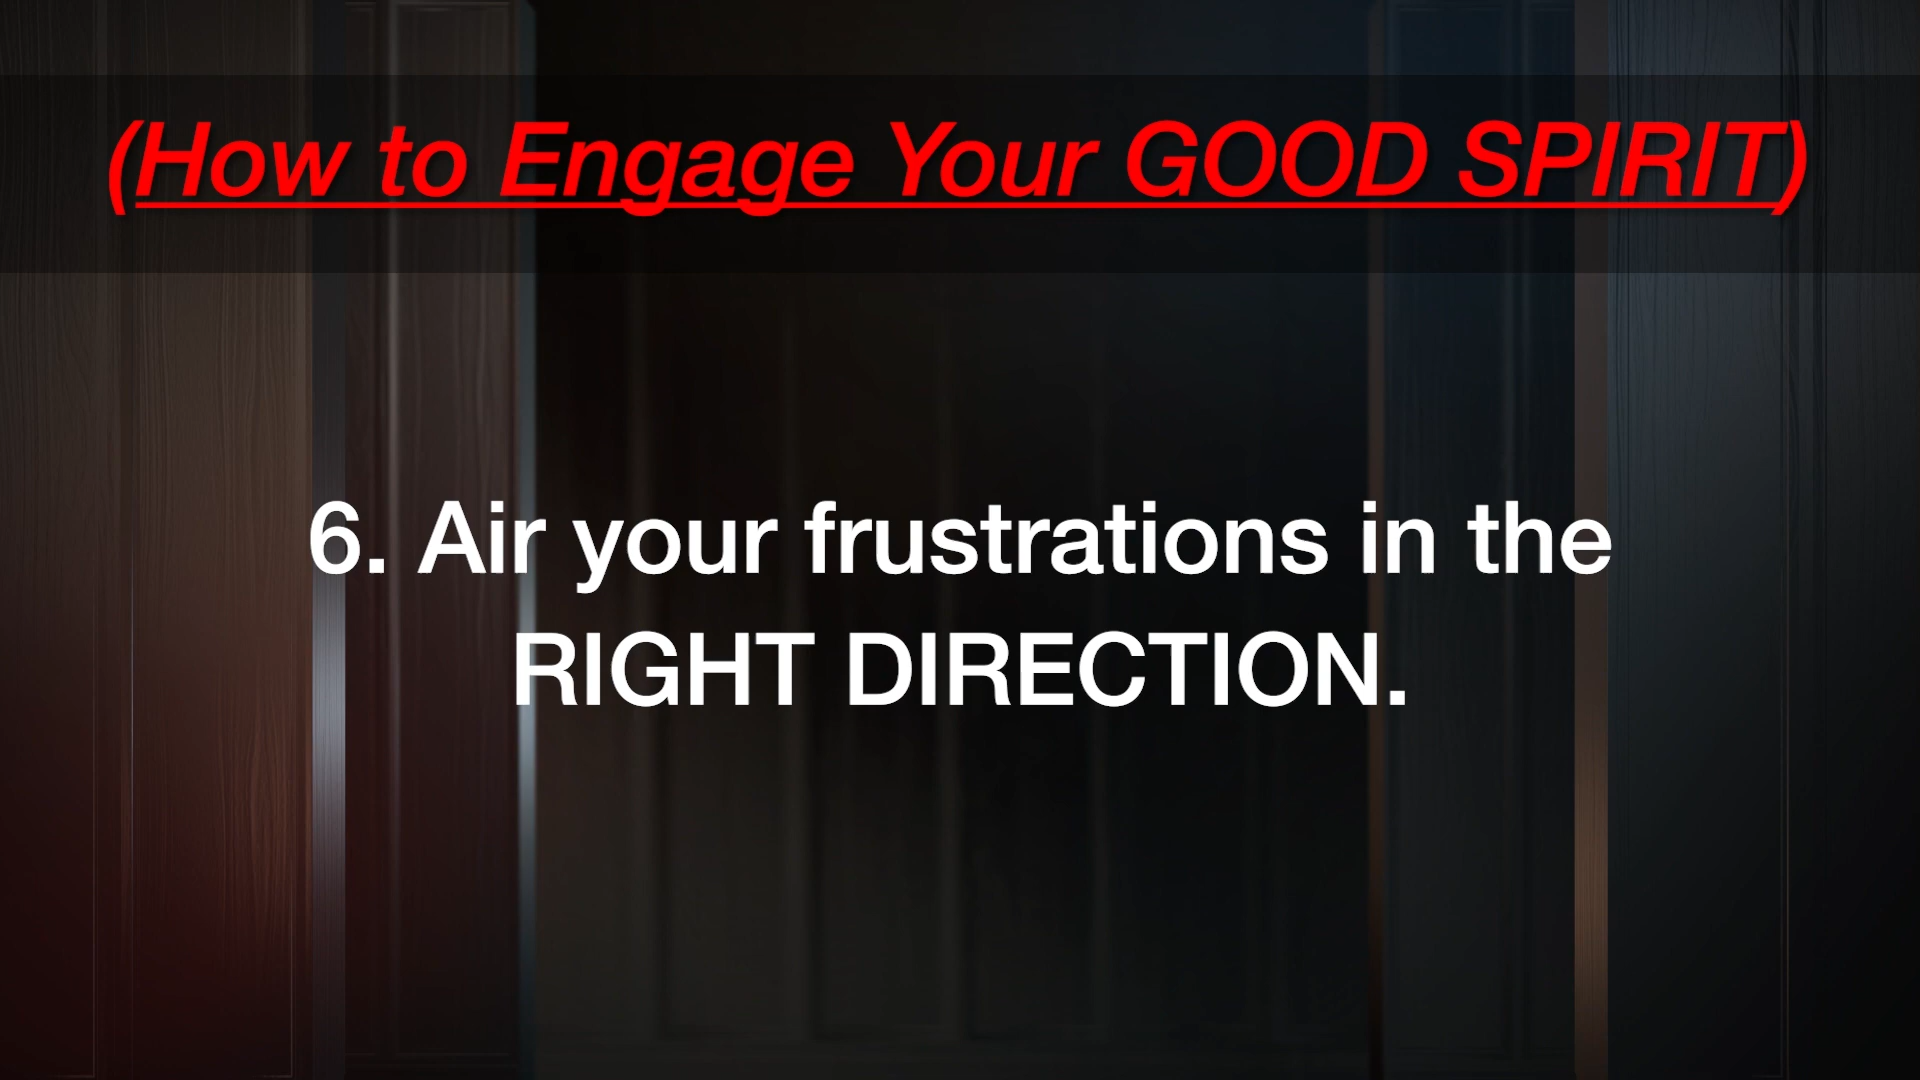 (How to Engage Your GOOD SPIRIT)
6. Air your frustrations in the
RIGHT DIRECTION.